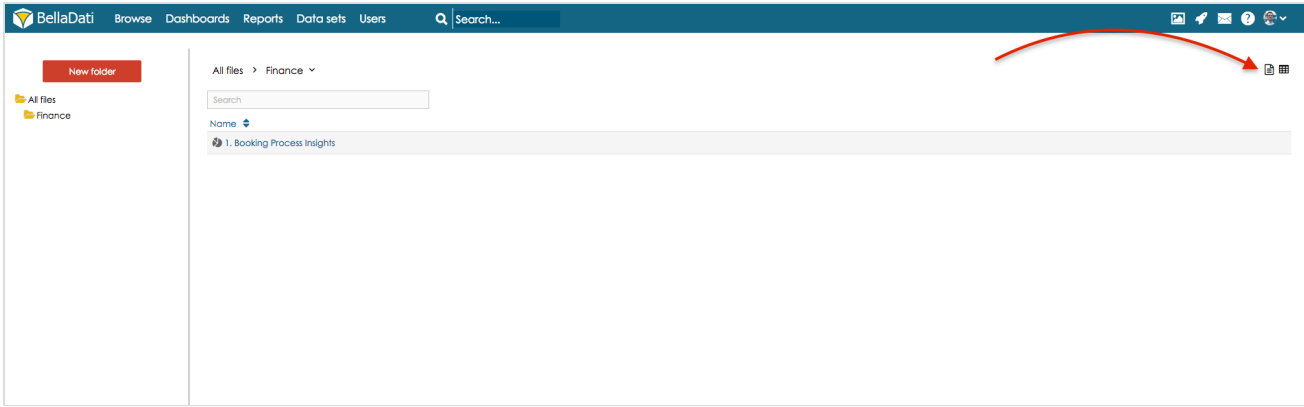 BellaDati Browse Dashboards Reports Data sets Users Search...
New folder
All files
Finance
All files > Finance
Search
Name
1. Booking Process Insights